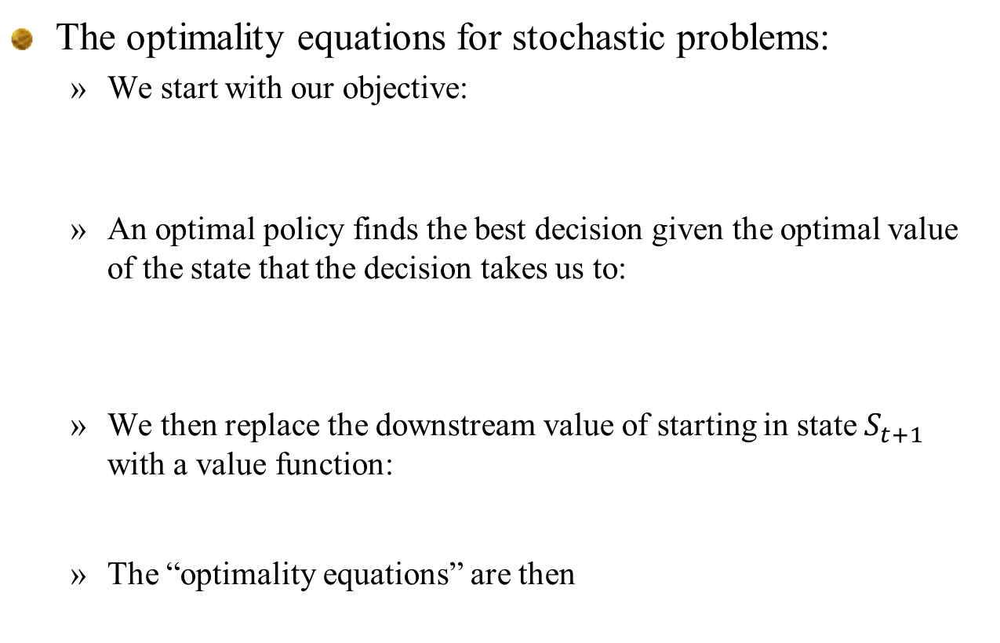 The optimality equations for stochastic problems:
» We start with our objective:
» An optimal policy finds the best decision given the optimal value
of the state that the decision takes us to:
» We then replace the downstream value of starting in state 𝑆ₜ₊₁
with a value function:
» The “optimality equations” are then